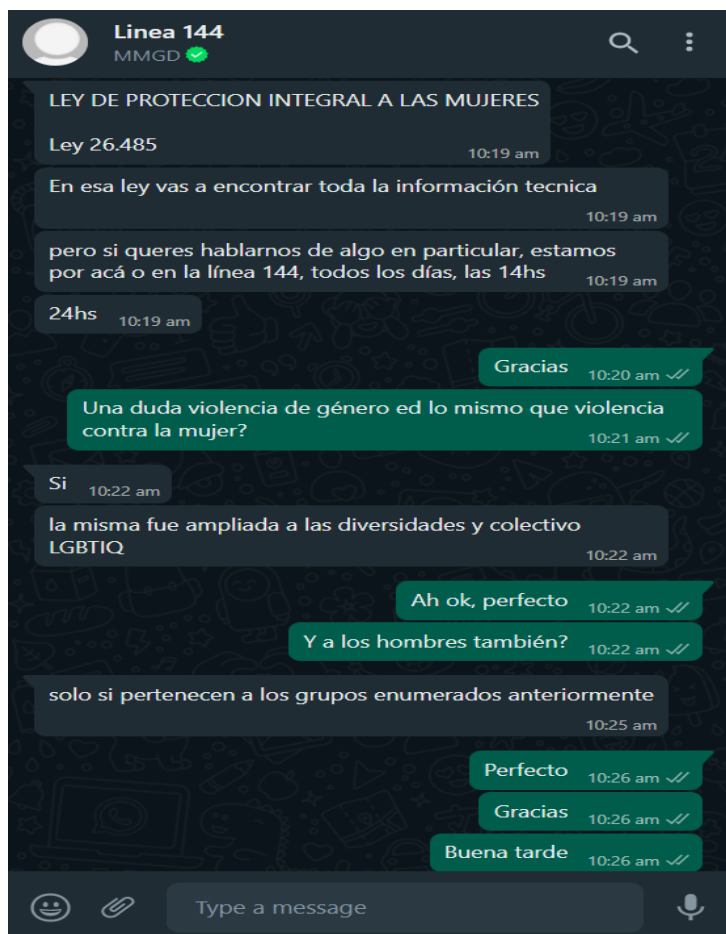 Linea 144
MMGD
LEY DE PROTECCION INTEGRAL A LAS MUJERES
Ley 26.485
10:19 am
En esa ley vas a encontrar toda la información tecnica
10:19 am
pero si queres hablarnos de algo en particular, estamos
por acá o en la línea 144, todos los días, las 14hs
10:19 am
24hs 10:19 am
Gracias 10:20 am
Una duda violencia de género ed lo mismo que violencia
contra la mujer?
10:21 am
Si 10:22 am
la misma fue ampliada a las diversidades y colectivo
LGBTIQ
10:22 am
Ah ok, perfecto 10:22 am
Y a los hombres también? 10:22 am
solo si pertenecen a los grupos enumerados anteriormente
10:25 am
Perfecto 10:26 am
Gracias 10:26 am
Buena tarde 10:26 am
Type a message